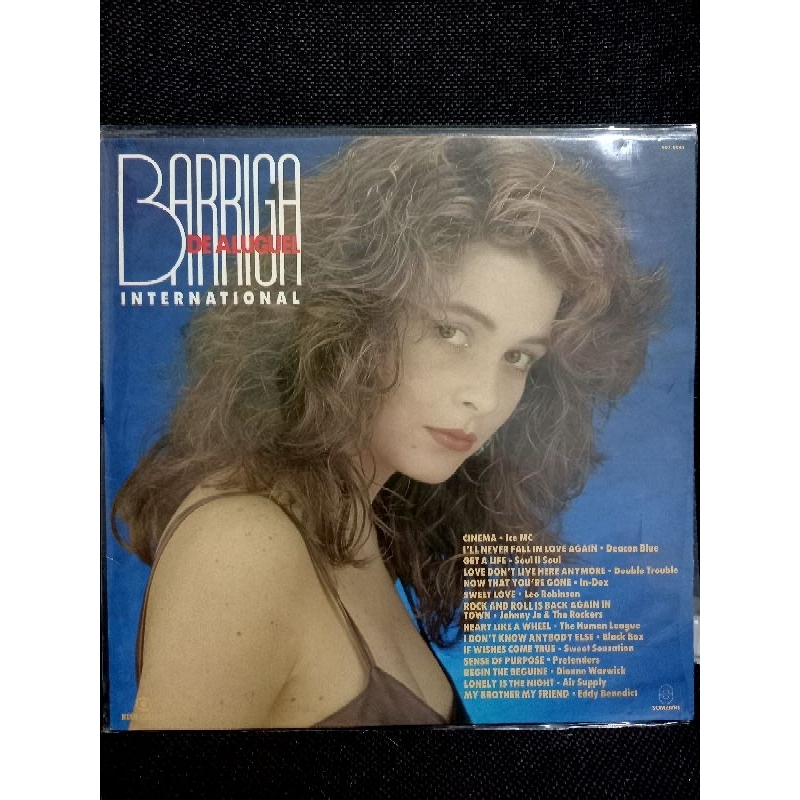 BARRIGA
DE ALUGUEL
INTERNATIONAL
CINEMA • Ice MC
I'LL NEVER FALL IN LOVE AGAIN • Deacon Blue
GET A LIFE • Soul II Soul
LOVE DON'T LIVE HERE ANYMORE • Double Trouble
NOW THAT YOU'RE GONE • In-Dex
SWEET LOVE • Leo Robinson
ROCK AND ROLL IS BACK AGAIN IN
TOWN • Johnny Jo & The Rockers
HEART LIKE A WHEEL • The Human League
I DON'T KNOW ANYBODY ELSE • Black Box
IF WISHES COME TRUE • Sweet Sensation
SENSE OF PURPOSE • Pretenders
BEGIN THE BEGUINE • Dionne Warwick
LONELY IS THE NIGHT • Air Supply
MY BROTHER MY FRIEND • Eddy Benedict